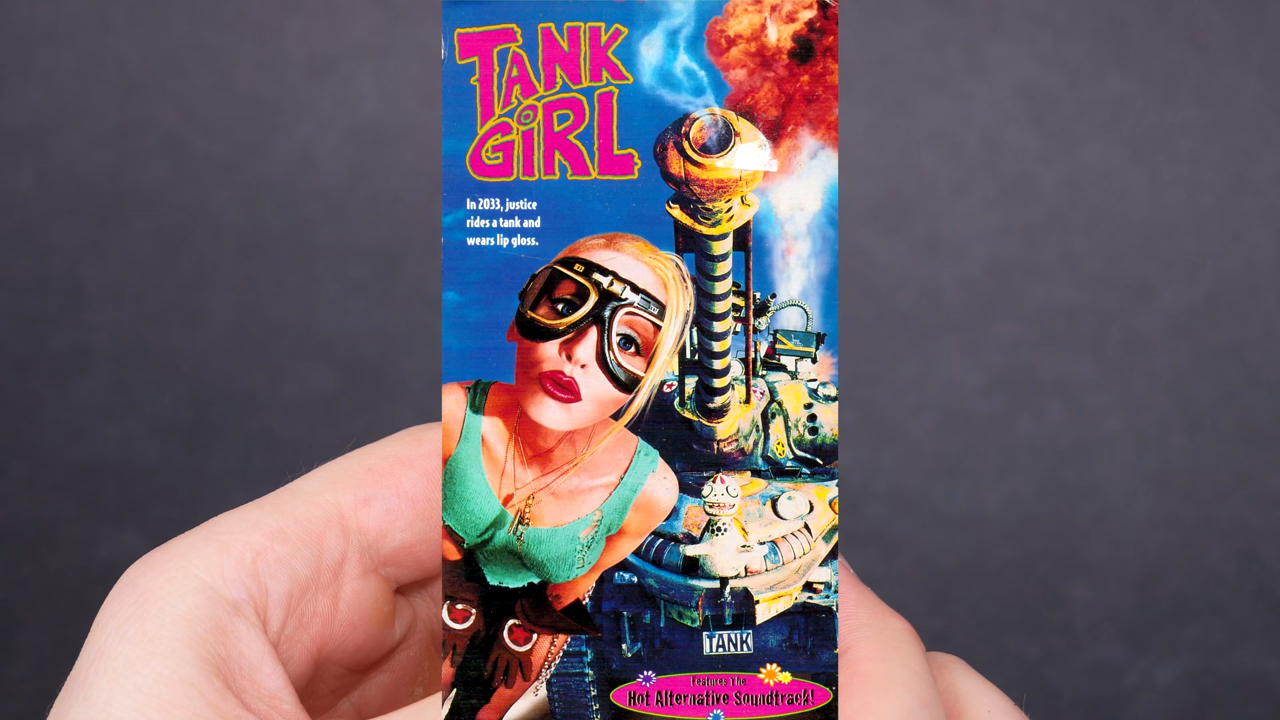 TANK
GiRL
In 2033, justice
rides a tank and
wears lip gloss.
TANK
Features The
Hot Alternative Soundtrack!